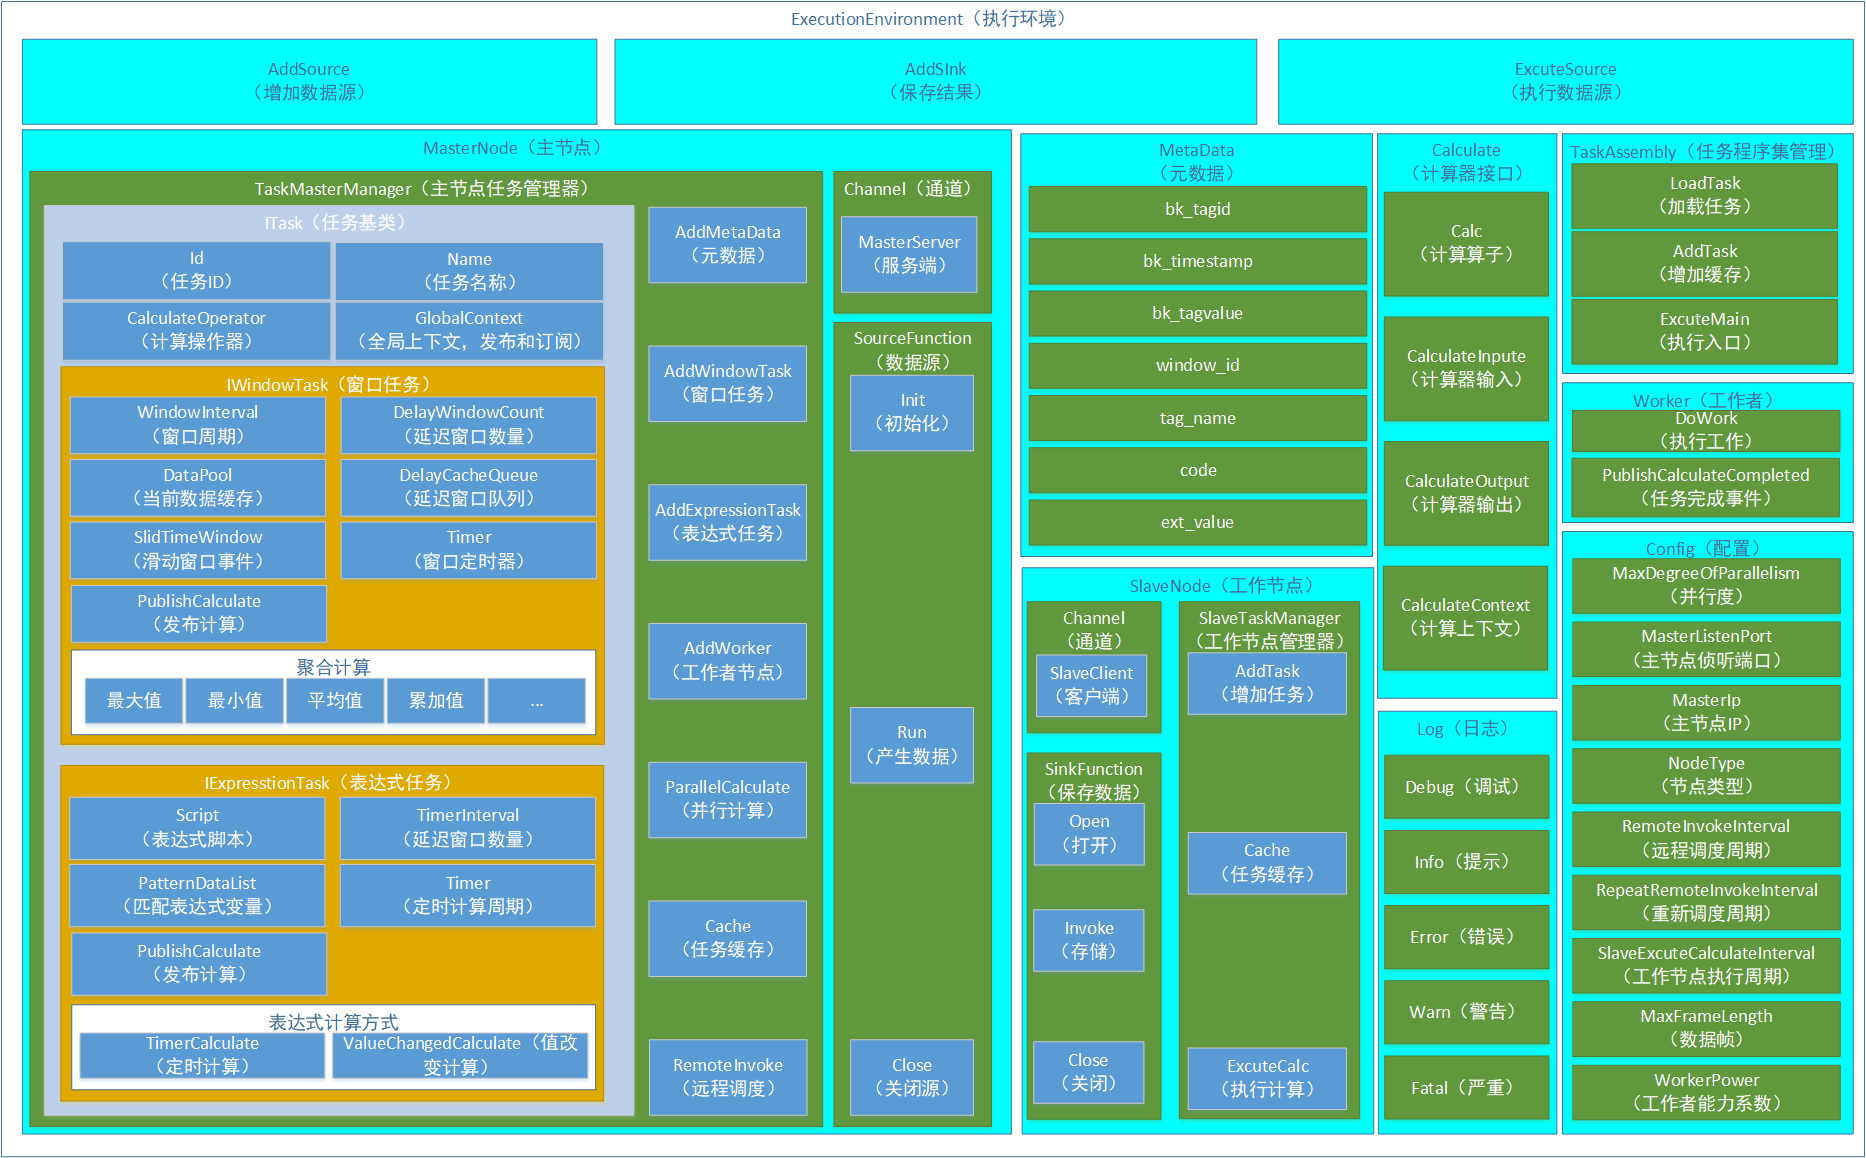 ExecutionEnvironment（执行环境）
AddSource
（增加数据源）
AddSInk
（保存结果）
ExcuteSource
（执行数据源）
MasterNode（主节点）
TaskMasterManager（主节点任务管理器）
ITask（任务基类）
Id
（任务ID）
Name
（任务名称）
CalculateOperator
（计算操作器）
GlobalContext
（全局上下文，发布和订阅）
IWindowTask（窗口任务）
WindowInterval
（窗口周期）
DelayWindowCount
（延迟窗口数量）
DataPool
（当前数据缓存）
DelayCacheQueue
（延迟窗口队列）
SlidTimeWindow
（滑动窗口事件）
Timer
（窗口定时器）
PublishCalculate
（发布计算）
聚合计算
最大值
最小值
平均值
累加值
...
IExpresstionTask（表达式任务）
Script
（表达式脚本）
TimerInterval
（延迟窗口数量）
PatternDataList
（匹配表达式变量）
Timer
（定时计算周期）
PublishCalculate
（发布计算）
表达式计算方式
TimerCalculate
（定时计算）
ValueChangedCalculate（值改
变计算）
AddMetaData
（元数据）
AddWindowTask
（窗口任务）
AddExpressionTask
（表达式任务）
AddWorker
（工作者节点）
ParallelCalculate
（并行计算）
Cache
（任务缓存）
RemoteInvoke
（远程调度）
Channel（通道）
MasterServer
（服务端）
SourceFunction
（数据源）
Init
（初始化）
Run
（产生数据）
Close
（关闭源）
MetaData
（元数据）
bk_tagid
bk_timestamp
bk_tagvalue
window_id
tag_name
code
ext_value
SlaveNode（工作节点）
Channel
（通道）
SlaveClient
（客户端）
SinkFunction
（保存数据）
Open
（打开）
Invoke
（存储）
Close
（关闭）
SlaveTaskManager
（工作节点管理器）
AddTask
（增加任务）
Cache
（任务缓存）
ExcuteCalc
（执行计算）
Calculate
（计算器接口）
Calc
（计算算子）
CalculateInpute
（计算器输入）
CalculateOutput
（计算器输出）
CalculateContext
（计算上下文）
Log（日志）
Debug（调试）
Info（提示）
Error（错误）
Warn（警告）
Fatal（严重）
TaskAssembly（任务程序集管理）
LoadTask
（加载任务）
AddTask
（增加缓存）
ExcuteMain
（执行入口）
Worker（工作者）
DoWork
（执行工作）
PublishCalculateCompleted
（任务完成事件）
Config（配置）
MaxDegreeOfParallelism
（并行度）
MasterListenPort
（主节点侦听端口）
MasterIp
（主节点IP）
NodeType
（节点类型）
RemoteInvokeInterval
（远程调度周期）
RepeatRemoteInvokeInterval
（重新调度周期）
SlaveExcuteCalculateInterval
（工作节点执行周期）
MaxFrameLength
（数据帧）
WorkerPower
（工作者能力系数）